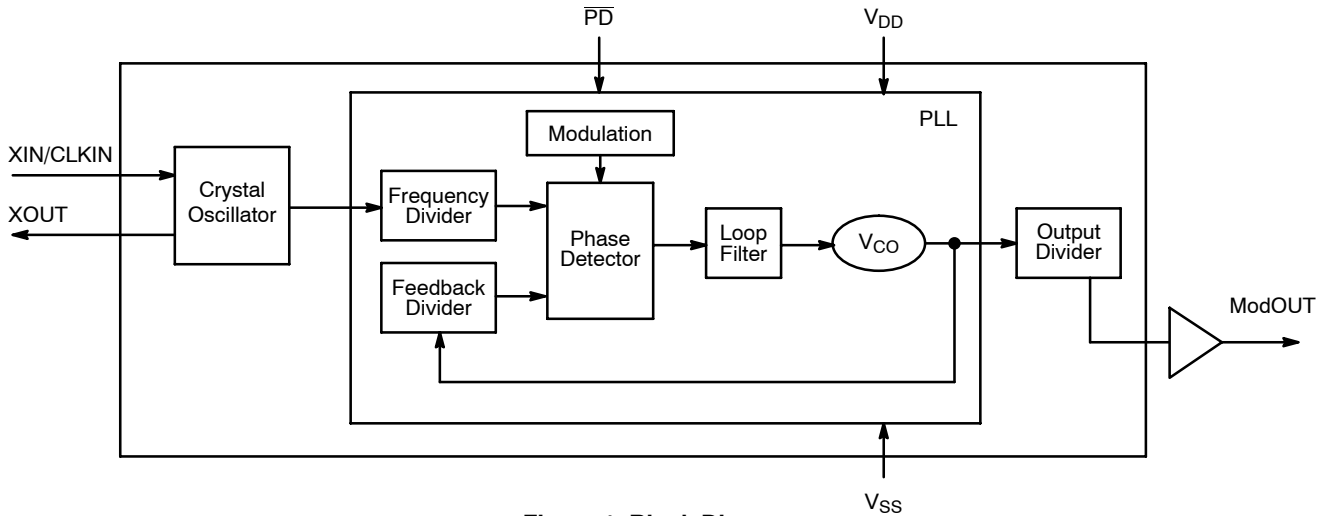 PD
VDD
PLL
Modulation
XIN/CLKIN
XOUT
Crystal
Oscillator
Frequency
Divider
Phase
Detector
Feedback
Divider
Loop
Filter
VCO
Output
Divider
ModOUT
VSS